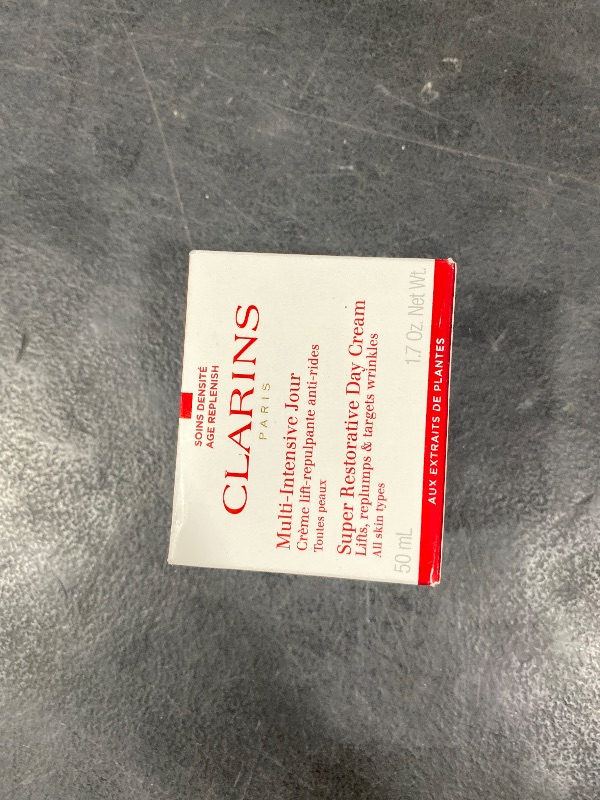 SOINS DENSITÉ
AGE REPLENISH
CLARINS
PARIS
Multi-Intensive Jour
Crème lift-repulpante anti-rides
Toutes peaux
Super Restorative Day Cream
Lifts, replumps & targets wrinkles
All skin types
50 mL 1.7 Oz. Net Wt.
AUX EXTRAITS DE PLANTES